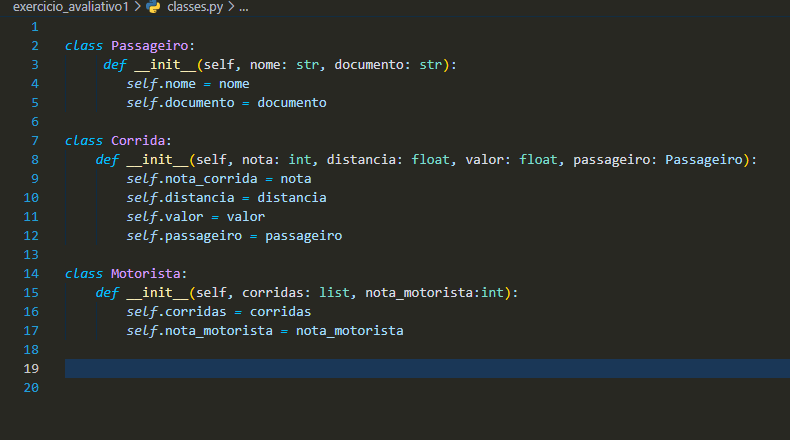 exercicio_avaliativo1 > classes.py > ...
1
2 class Passageiro:
3 def __init__(self, nome: str, documento: str):
4 self.nome = nome
5 self.documento = documento
6
7 class Corrida:
8 def __init__(self, nota: int, distancia: float, valor: float, passageiro: Passageiro):
9 self.nota_corrida = nota
10 self.distancia = distancia
11 self.valor = valor
12 self.passageiro = passageiro
13
14 class Motorista:
15 def __init__(self, corridas: list, nota_motorista:int):
16 self.corridas = corridas
17 self.nota_motorista = nota_motorista
18
19
20